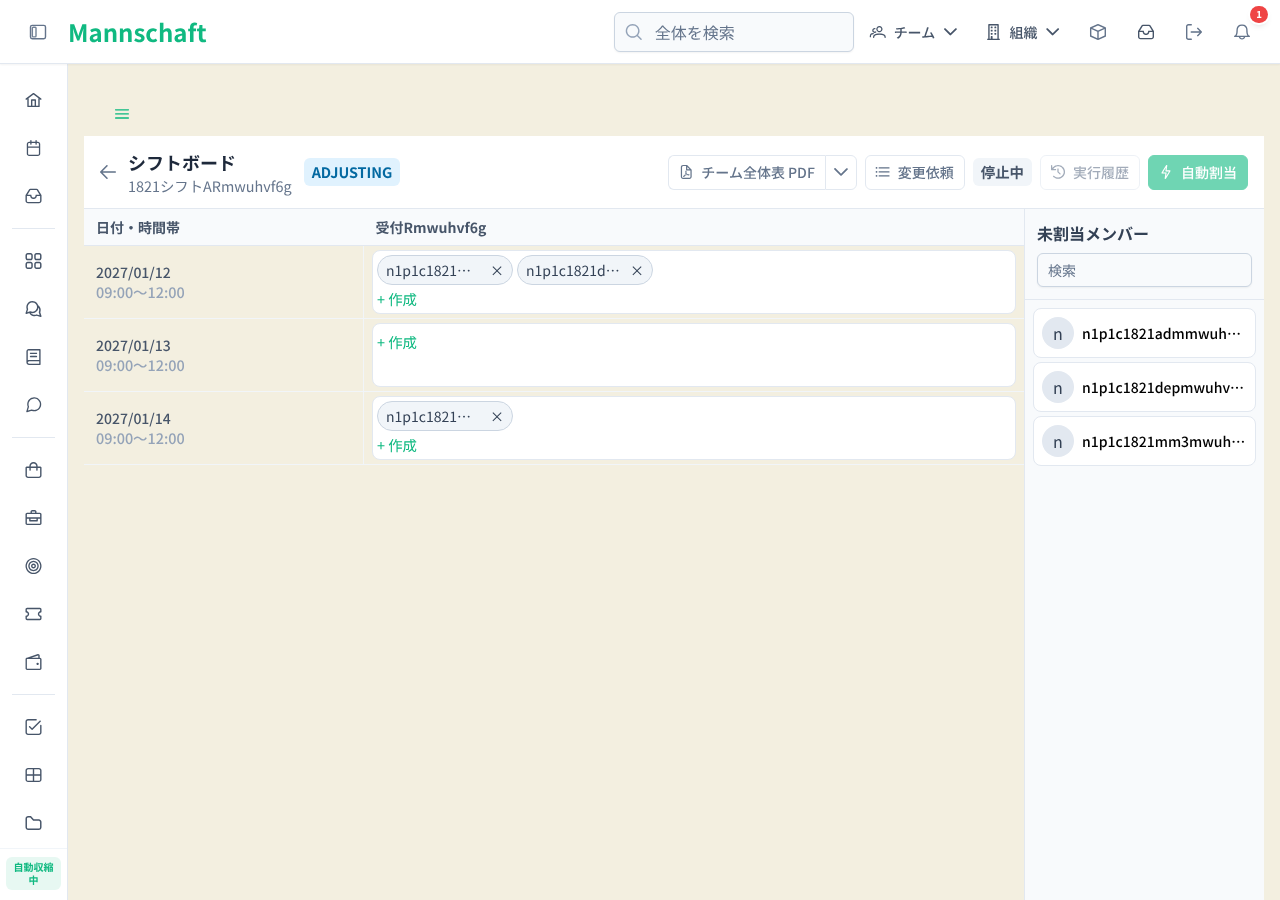 Mannschaft
全体を検索
チーム
組織
1
シフトボード
1821シフトARmwuhvf6g
ADJUSTING
チーム全体表 PDF
変更依頼
停止中
実行履歴
自動割当
日付・時間帯
受付Rmwuhvf6g
2027/01/12
09:00〜12:00
n1p1c1821…
n1p1c1821d…
+ 作成
2027/01/13
09:00〜12:00
+ 作成
2027/01/14
09:00〜12:00
n1p1c1821…
+ 作成
未割当メンバー
検索
n
n1p1c1821admmwuh…
n
n1p1c1821depmwuhv…
n
n1p1c1821mm3mwuh…
自動収縮
中